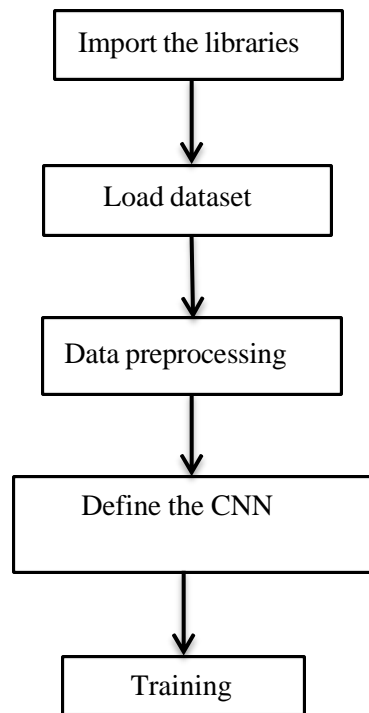 Import the libraries
Load dataset
Data preprocessing
Define the CNN
Training